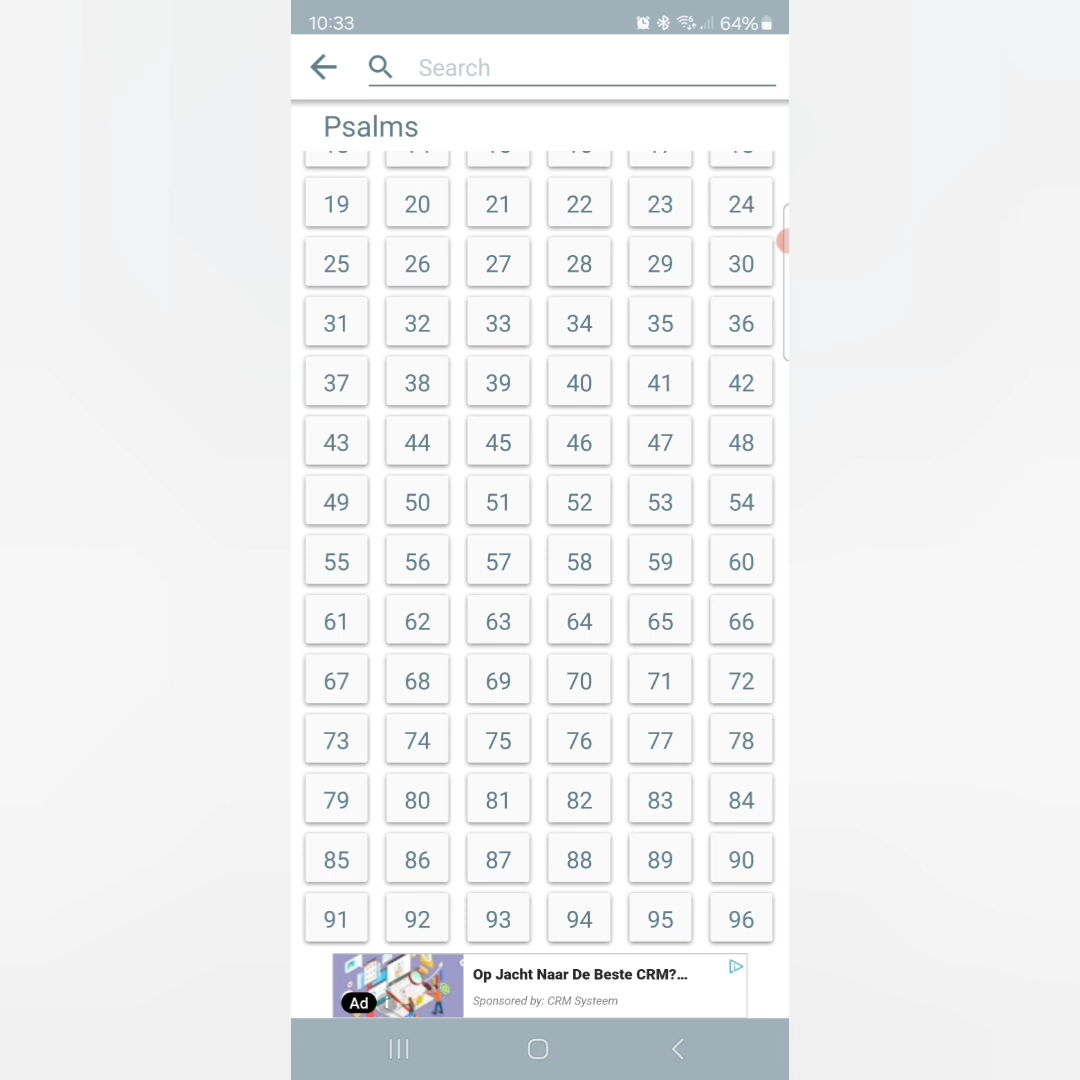 10:33 64%
Search
Psalms
19 20 21 22 23 24
25 26 27 28 29 30
31 32 33 34 35 36
37 38 39 40 41 42
43 44 45 46 47 48
49 50 51 52 53 54
55 56 57 58 59 60
61 62 63 64 65 66
67 68 69 70 71 72
73 74 75 76 77 78
79 80 81 82 83 84
85 86 87 88 89 90
91 92 93 94 95 96
Op Jacht Naar De Beste CRM?...
Ad
Sponsored by: CRM Systeem